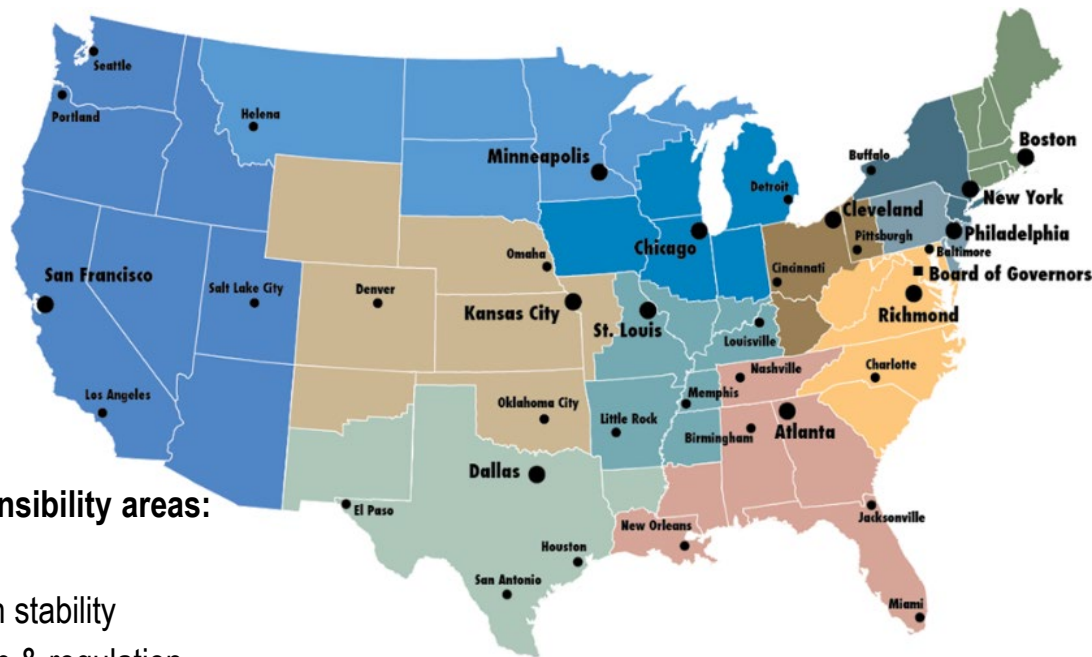 Seattle
Portland
Helena
Minneapolis
Boston
Buffalo
Detroit
New York
Cleveland
Philadelphia
Pittsburgh
Baltimore
Chicago
Omaha
Cincinnati
Board of Governors
San Francisco
Salt Lake City
Denver
Kansas City
St. Louis
Richmond
Louisville
Nashville
Charlotte
Los Angeles
Memphis
Oklahoma City
Little Rock
Birmingham
Atlanta
Dallas
nsibility areas:
El Paso
New Orleans
Jacksonville
Houston
San Antonio
Miami
stability
& regulation